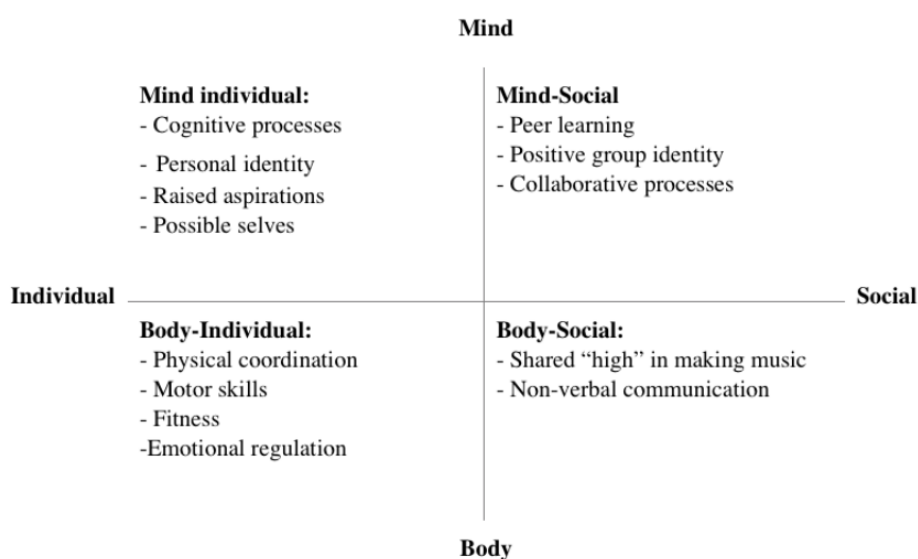 Mind
Mind individual:
- Cognitive processes
- Personal identity
- Raised aspirations
- Possible selves
Mind-Social
- Peer learning
- Positive group identity
- Collaborative processes
Individual
Social
Body-Individual:
- Physical coordination
- Motor skills
- Fitness
-Emotional regulation
Body-Social:
- Shared “high” in making music
- Non-verbal communication
Body